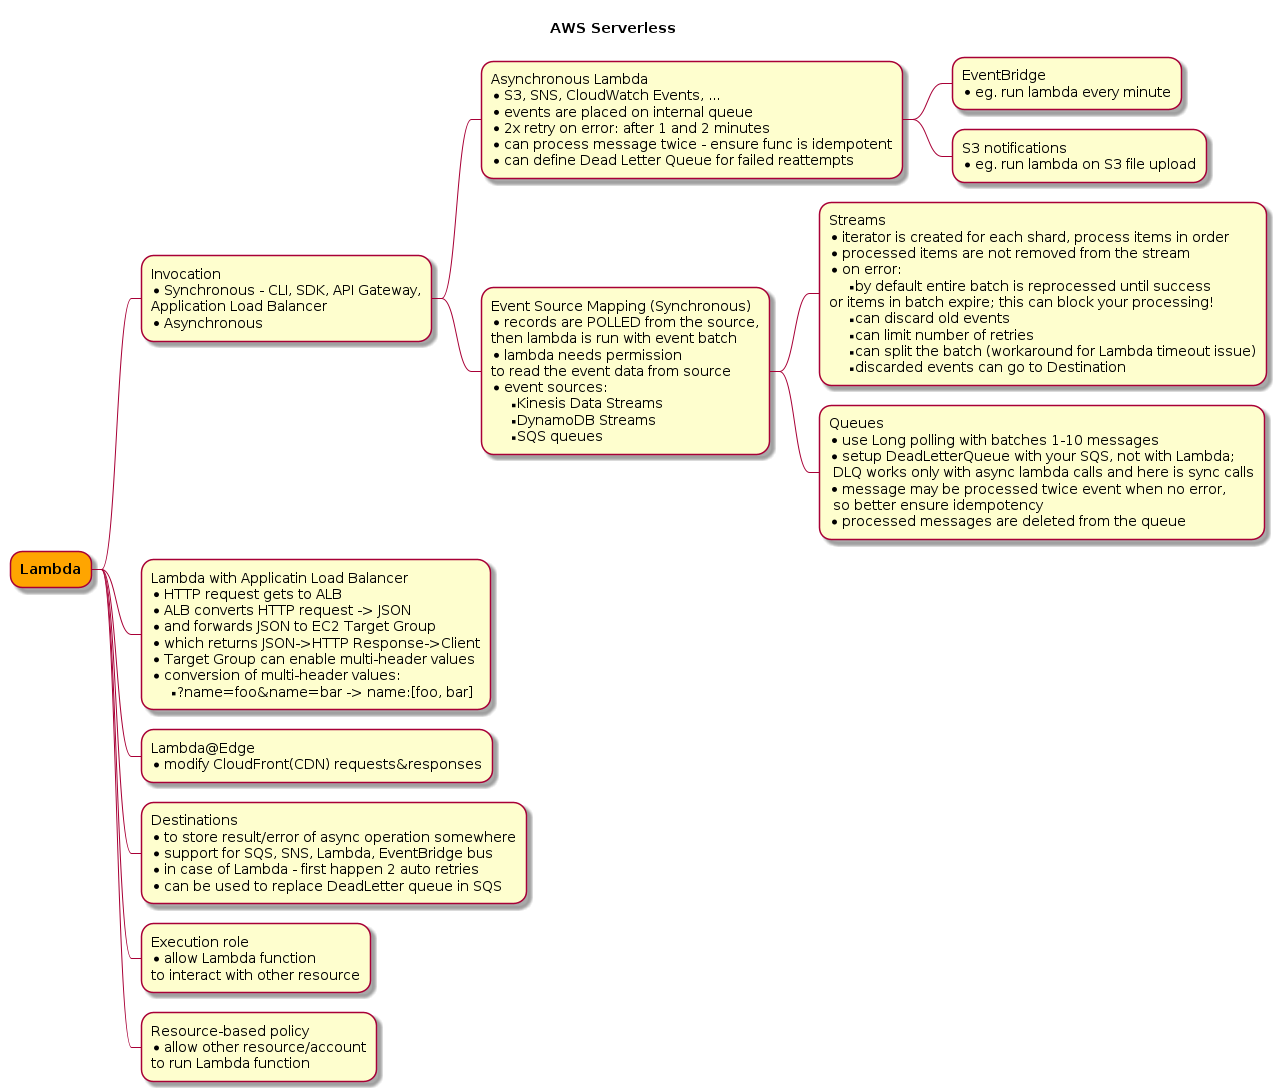 AWS Serverless
Lambda
Invocation
• Synchronous - CLI, SDK, API Gateway,
Application Load Balancer
• Asynchronous
Asynchronous Lambda
• S3, SNS, CloudWatch Events, ...
• events are placed on internal queue
• 2x retry on error: after 1 and 2 minutes
• can process message twice - ensure func is idempotent
• can define Dead Letter Queue for failed reattempts
EventBridge
• eg. run lambda every minute
S3 notifications
• eg. run lambda on S3 file upload
Event Source Mapping (Synchronous)
• records are POLLED from the source,
then lambda is run with event batch
• lambda needs permission
to read the event data from source
• event sources:
▪Kinesis Data Streams
▪DynamoDB Streams
▪SQS queues
Streams
• iterator is created for each shard, process items in order
• processed items are not removed from the stream
• on error:
▪by default entire batch is reprocessed until success
or items in batch expire; this can block your processing!
▪can discard old events
▪can limit number of retries
▪can split the batch (workaround for Lambda timeout issue)
▪discarded events can go to Destination
Queues
• use Long polling with batches 1-10 messages
• setup DeadLetterQueue with your SQS, not with Lambda;
DLQ works only with async lambda calls and here is sync calls
• message may be processed twice event when no error,
so better ensure idempotency
• processed messages are deleted from the queue
Lambda with Applicatin Load Balancer
• HTTP request gets to ALB
• ALB converts HTTP request -> JSON
• and forwards JSON to EC2 Target Group
• which returns JSON->HTTP Response->Client
• Target Group can enable multi-header values
• conversion of multi-header values:
▪?name=foo&name=bar -> name:[foo, bar]
Lambda@Edge
• modify CloudFront(CDN) requests&responses
Destinations
• to store result/error of async operation somewhere
• support for SQS, SNS, Lambda, EventBridge bus
• in case of Lambda - first happen 2 auto retries
• can be used to replace DeadLetter queue in SQS
Execution role
• allow Lambda function
to interact with other resource
Resource-based policy
• allow other resource/account
to run Lambda function